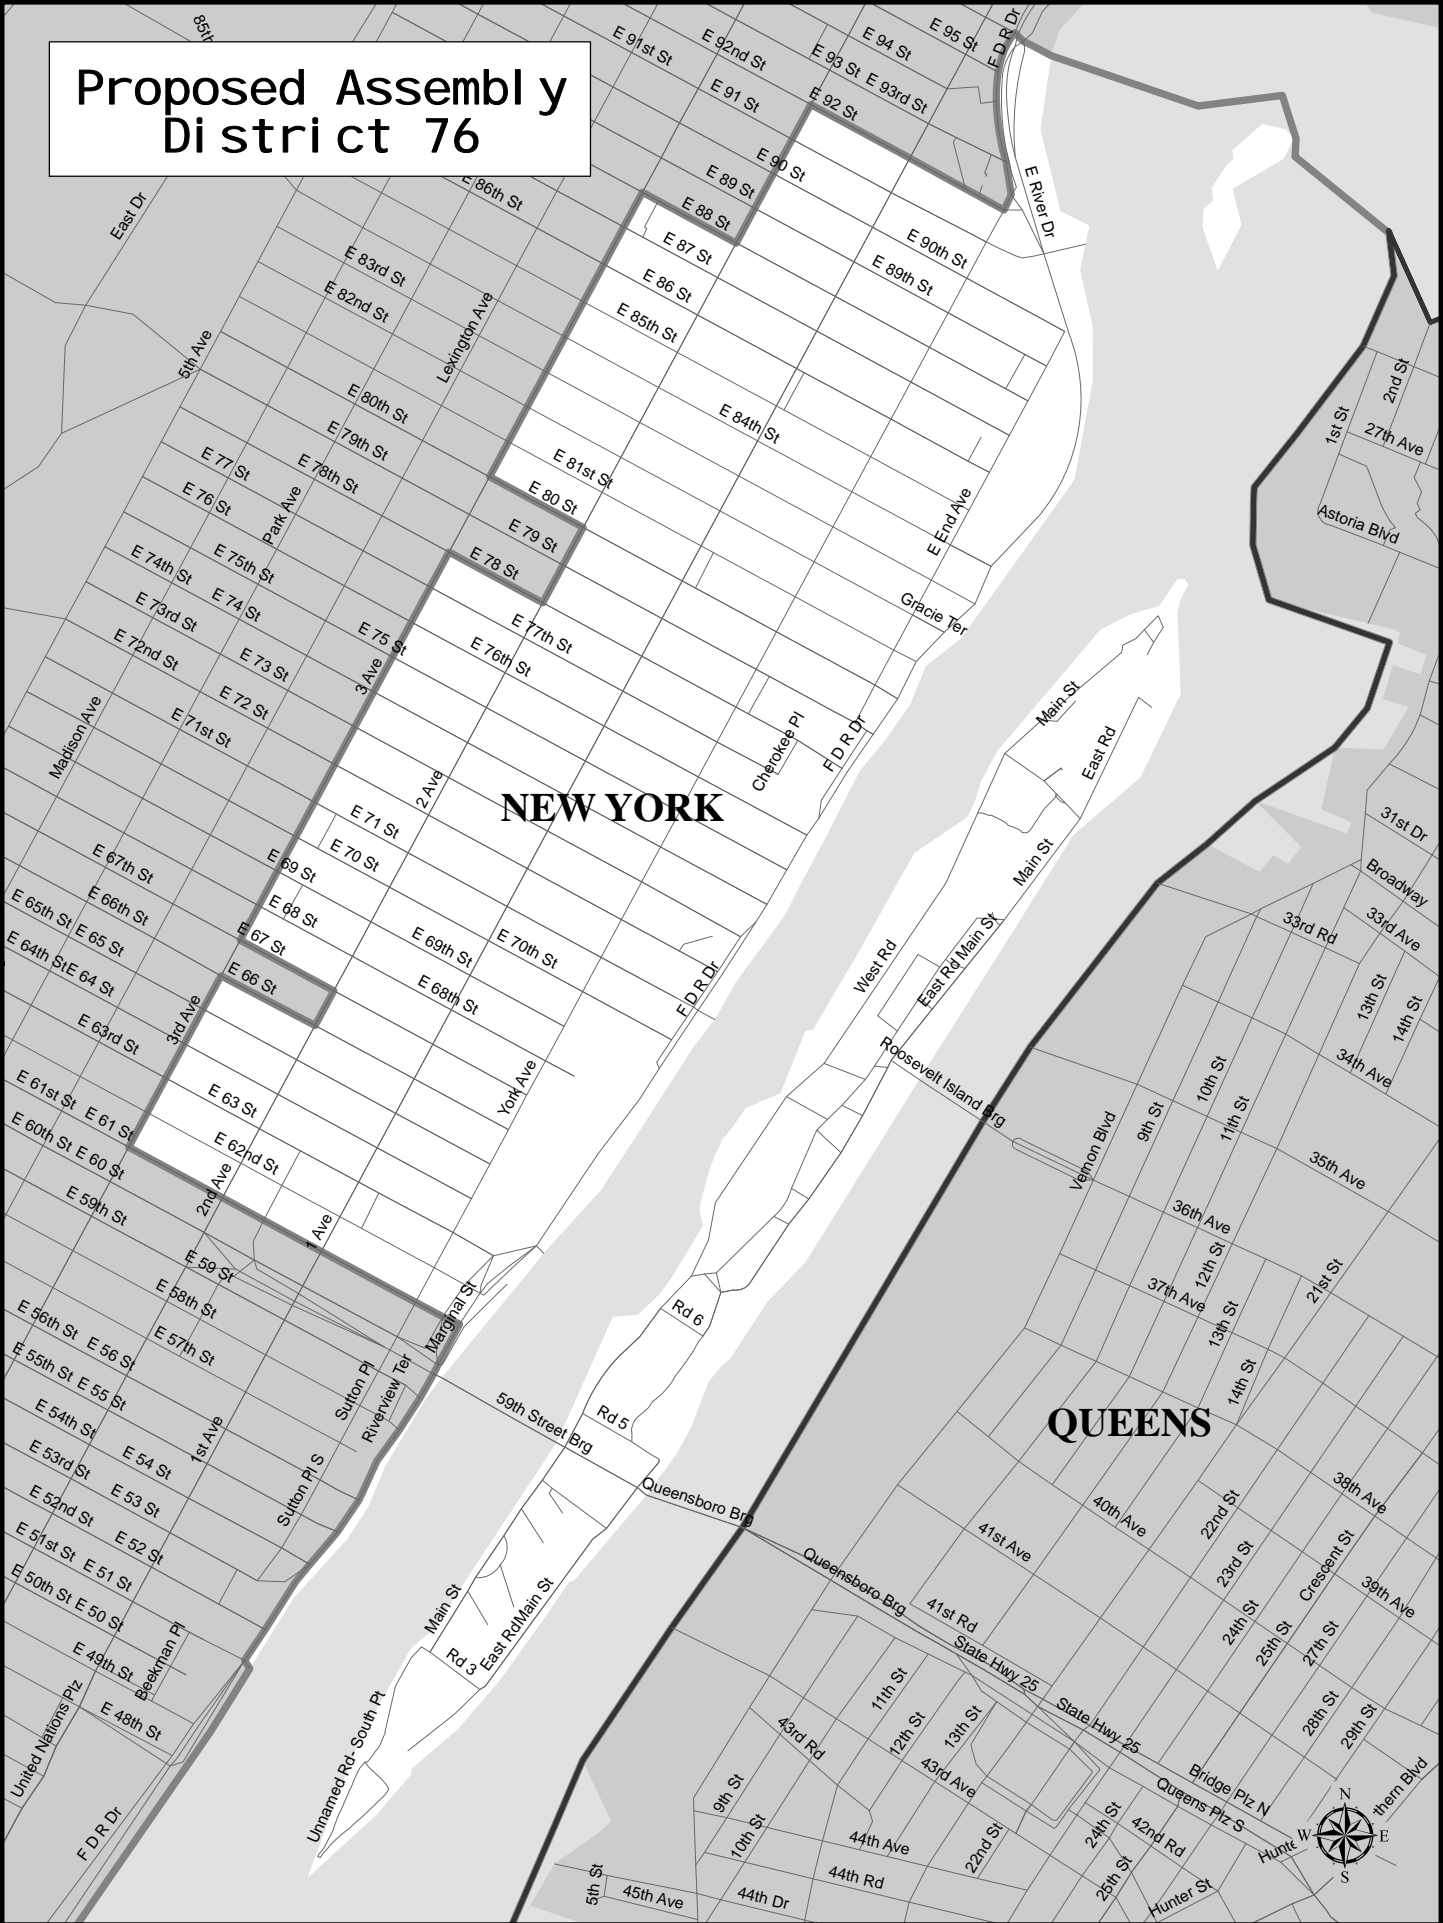 Proposed Assembly
District 76
85th
E 91st St
E 92nd St
E 93 St
E 94 St
E 95 St
F D R Dr
E 91 St
E 92 St
E 93rd St
E 90 St
E 89 St
E 88 St
E 86th St
E River Dr
East Dr
E 87 St
E 90th St
E 89th St
E 83rd St
E 86 St
E 82nd St
E 85th St
Lexington Ave
5th Ave
2nd St
1st St
27th Ave
E 80th St
E 79th St
E 84th St
E 78th St
E 77 St
E 81st St
E 76 St
E 80 St
Park Ave
E End Ave
Astoria Blvd
E 79 St
E 78 St
E 75th St
E 74th St
E 74 St
E 73rd St
Gracie Ter
E 77th St
E 75 St
E 76th St
E 72nd St
E 73 St
3 Ave
E 72 St
Main St
E 71st St
Madison Ave
East Rd
Cherokee Pl
F D R Dr
2 Ave
NEW YORK
E 71 St
31st Dr
E 70 St
Main St
E 67th St
E 69 St
Broadway
E 66th St
E 68 St
E 65th St
E 65 St
E 67 St
33rd Ave
33rd Rd
E 69th St
E 70th St
E 64th St
E 64 St
E 66 St
Main St
East Rd
West Rd
E 68th St
F D R Dr
13th St
14th St
3rd Ave
E 63rd St
Roosevelt Island Brg
34th Ave
York Ave
10th St
E 61st St
E 61 St
E 63 St
9th St
11th St
E 60th St
E 60 St
E 62nd St
Vernon Blvd
35th Ave
2nd Ave
E 59th St
1 Ave
36th Ave
E 59 St
12th St
21st St
E 58th St
37th Ave
Marginal St
Rd 6
E 56th St
E 56 St
E 57th St
13th St
E 55th St
E 55 St
Sutton Pl
Riverview Ter
14th St
59th Street Brg
Rd 5
QUEENS
E 54th St
1st Ave
E 54 St
E 53rd St
E 53 St
Sutton Pl S
Queensboro Brg
38th Ave
E 52nd St
40th Ave
22nd St
E 52 St
E 51st St
E 51 St
41st Ave
23rd St
Crescent St
E 50th St
E 50 St
Queensboro Brg
39th Ave
Main St
Main St
East Rd
41st Rd
24th St
25th St
27th St
E 49th St
Beekman Pl
Rd 3
State Hwy 25
E 48th St
11th St
United Nations Plz
Unnamed Rd- South Pt
12th St
13th St
State Hwy 25
28th St
29th St
43rd Rd
43rd Ave
Bridge Plz N
Queens Plz S
9th St
thern Blvd
F D R Dr
10th St
44th Ave
22nd St
24th St
42nd Rd
Hunte
N
W
E
S
44th Rd
25th St
5th St
45th Ave
44th Dr
Hunter St